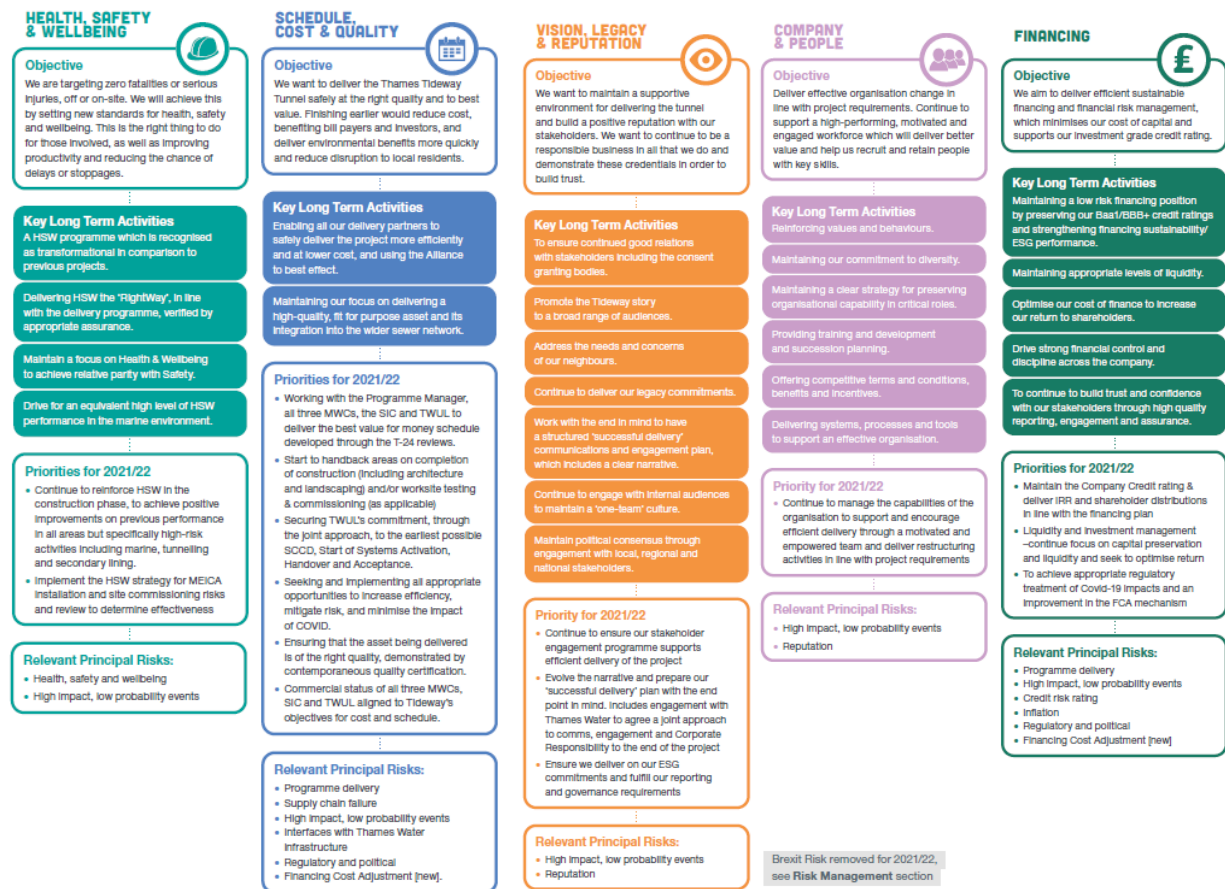 HEALTH, SAFETY
& WELLBEING
Objective
We are targeting zero fatalities or serious
injuries, off or on-site. We will achieve this
by setting new standards for health, safety
and wellbeing. This is the right thing to do
for those involved, as well as improving
productivity and reducing the chance of
delays or stoppages.
Key Long Term Activities
A HSW programme which is recognised
as transformational in comparison to
previous projects.
Delivering HSW the 'RightWay', in line
with the delivery programme, verified by
appropriate assurance.
Maintain a focus on Health & Wellbeing
to achieve relative parity with Safety.
Drive for an equivalent high level of HSW
performance in the marine environment.
Priorities for 2021/22
• Continue to reinforce HSW in the
construction phase, to achieve positive
improvements on previous performance
in all areas but specifically high-risk
activities including marine, tunnelling
and secondary lining.
• Implement the HSW strategy for MEICA
installation and site commissioning risks
and review to determine effectiveness
Relevant Principal Risks:
• Health, safety and wellbeing
• High impact, low probability events
SCHEDULE,
COST & QUALITY
Objective
We want to deliver the Thames Tideway
Tunnel safely at the right quality and to best
value. Finishing earlier would reduce cost,
benefiting bill payers and investors, and
deliver environmental benefits more quickly
and reduce disruption to local residents.
Key Long Term Activities
Enabling all our delivery partners to
safely deliver the project more efficiently
and at lower cost, and using the Alliance
to best effect.
Maintaining our focus on delivering a
high-quality, fit for purpose asset and its
integration into the wider sewer network.
Priorities for 2021/22
• Working with the Programme Manager,
all three MWCs, the SIC and TWUL to
deliver the best value for money schedule
developed through the T-24 reviews.
• Start to handback areas on completion
of construction (including architecture
and landscaping) and/or worksite testing
& commissioning (as applicable)
• Securing TWUL's commitment, through
the joint approach, to the earliest possible
SCCD, Start of Systems Activation,
Handover and Acceptance.
• Seeking and implementing all appropriate
opportunities to increase efficiency,
mitigate risk, and minimise the impact
of COVID.
• Ensuring that the asset being delivered
is of the right quality, demonstrated by
contemporaneous quality certification.
• Commercial status of all three MWCs,
SIC and TWUL aligned to Tideway's
objectives for cost and schedule.
Relevant Principal Risks:
• Programme delivery
• Supply chain failure
• High impact, low probability events
• Interfaces with Thames Water
Infrastructure
• Regulatory and political
• Financing Cost Adjustment [new].
VISION, LEGACY
& REPUTATION
Objective
We want to maintain a supportive
environment for delivering the tunnel
and build a positive reputation with our
stakeholders. We want to continue to be a
responsible business in all that we do and
demonstrate these credentials in order to
build trust.
Key Long Term Activities
To ensure continued good relations
with stakeholders including the consent
granting bodies.
Promote the Tideway story
to a broad range of audiences.
Address the needs and concerns
of our neighbours.
Continue to deliver our legacy commitments.
Work with the end in mind to have
a structured 'successful delivery'
communications and engagement plan,
which includes a clear narrative.
Continue to engage with internal audiences
to maintain a 'one-team' culture.
Maintain political consensus through
engagement with local, regional and
national stakeholders.
Priority for 2021/22
• Continue to ensure our stakeholder
engagement programme supports
efficient delivery of the project
• Evolve the narrative and prepare our
'successful delivery' plan with the end
point in mind. Includes engagement with
Thames Water to agree a joint approach
to comms, engagement and Corporate
Responsibility to the end of the project
• Ensure we deliver on our ESG
commitments and fulfil our reporting
and governance requirements
Relevant Principal Risks:
• High impact, low probability events
• Reputation
COMPANY
& PEOPLE
Objective
Deliver effective organisation change in
line with project requirements. Continue to
support a high-performing, motivated and
engaged workforce which will deliver better
value and help us recruit and retain people
with key skills.
Key Long Term Activities
Reinforcing values and behaviours.
Maintaining our commitment to diversity.
Maintaining a clear strategy for preserving
organisational capability in critical roles.
Providing training and development
and succession planning.
Offering competitive terms and conditions,
benefits and incentives.
Delivering systems, processes and tools
to support an effective organisation.
Priority for 2021/22
• Continue to manage the capabilities of the
organisation to support and encourage
efficient delivery through a motivated and
empowered team and deliver restructuring
activities in line with project requirements
Relevant Principal Risks:
• High impact, low probability events
• Reputation
Brexit Risk removed for 2021/22,
see Risk Management section
FINANCING
£
Objective
We aim to deliver efficient sustainable
financing and financial risk management,
which minimises our cost of capital and
supports our investment grade credit rating.
Key Long Term Activities
Maintaining a low risk financing position
by preserving our Baa1/BBB+ credit ratings
and strengthening financing sustainability/
ESG performance.
Maintaining appropriate levels of liquidity.
Optimise our cost of finance to increase
our return to shareholders.
Drive strong financial control and
discipline across the company.
To continue to build trust and confidence
with our stakeholders through high quality
reporting, engagement and assurance.
Priorities for 2021/22
• Maintain the Company Credit rating &
deliver IRR and shareholder distributions
in line with the financing plan
• Liquidity and investment management
–continue focus on capital preservation
and liquidity and seek to optimise return
• To achieve appropriate regulatory
treatment of Covid-19 impacts and an
improvement in the FCA mechanism
Relevant Principal Risks:
• Programme delivery
• High impact, low probability events
• Credit risk rating
• Inflation
• Regulatory and political
• Financing Cost Adjustment [new]